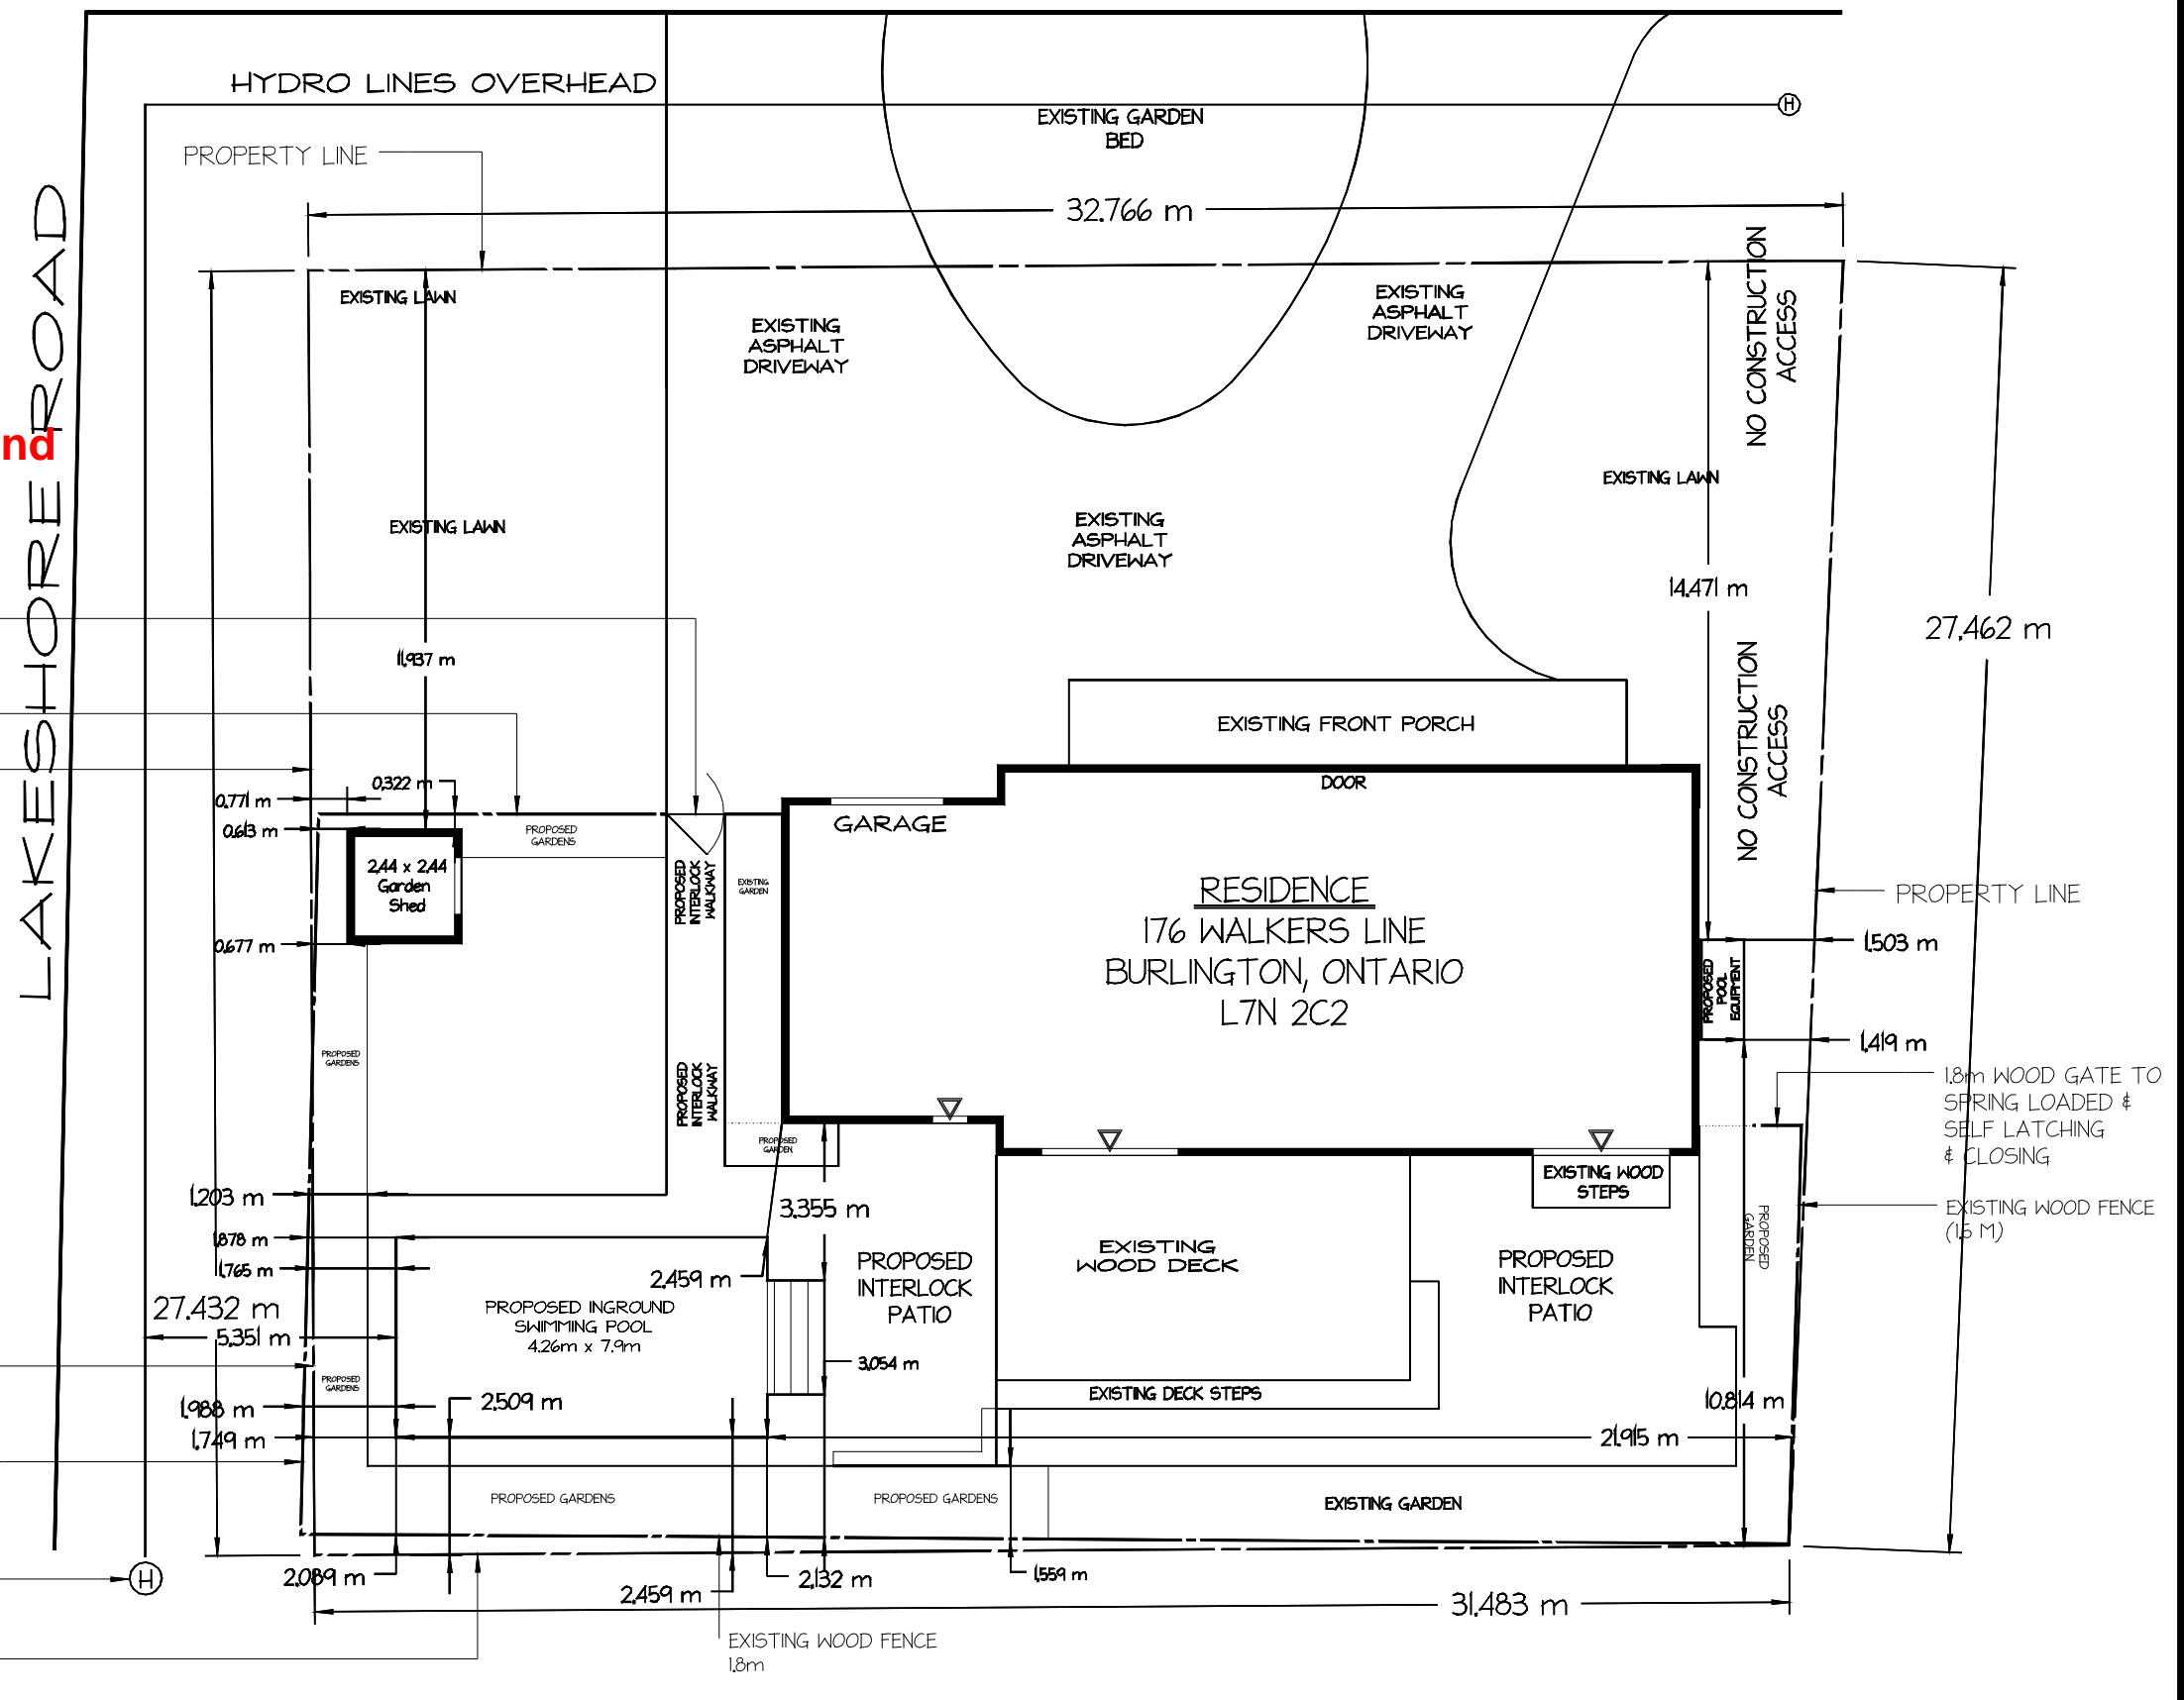 HYDRO LINES OVERHEAD
H
EXISTING GARDEN
BED
PROPERTY LINE
32.766 m
LAKESHORE ROAD
nd
EXISTING LAWN
EXISTING
ASPHALT
DRIVEWAY
EXISTING
ASPHALT
DRIVEWAY
NO CONSTRUCTION
ACCESS
EXISTING LAWN
EXISTING LAWN
EXISTING
ASPHALT
DRIVEWAY
14.471 m
27.462 m
11.937 m
NO CONSTRUCTION
ACCESS
EXISTING FRONT PORCH
DOOR
0.322 m
0.771 m
0.613 m
PROPOSED
GARDENS
GARAGE
2.44 x 2.44
Garden
Shed
PROPOSED
INTERLOCK
WALKWAY
EXISTING
GARDEN
RESIDENCE
176 WALKERS LINE
BURLINGTON, ONTARIO
L7N 2C2
PROPERTY LINE
0.677 m
1.503 m
PROPOSED
POOL
EQUIPMENT
1.419 m
PROPOSED
GARDENS
PROPOSED
INTERLOCK
WALKWAY
1.8m WOOD GATE TO
SPRING LOADED &
SELF LATCHING
& CLOSING
PROPOSED
GARDEN
EXISTING WOOD
STEPS
1.203 m
3.355 m
EXISTING WOOD FENCE
(1.5 M)
PROPOSED
GARDEN
1.878 m
1.765 m
2.459 m
PROPOSED
INTERLOCK
PATIO
EXISTING
WOOD DECK
PROPOSED
INTERLOCK
PATIO
27.432 m
5.351 m
PROPOSED INGROUND
SWIMMING POOL
4.26m x 7.9m
3.054 m
PROPOSED
GARDENS
EXISTING DECK STEPS
10.814 m
1.988 m
2.509 m
1.749 m
21.915 m
PROPOSED GARDENS
PROPOSED GARDENS
EXISTING GARDEN
H
2.089 m
2.459 m
2.132 m
1.559 m
31.483 m
EXISTING WOOD FENCE
1.8m